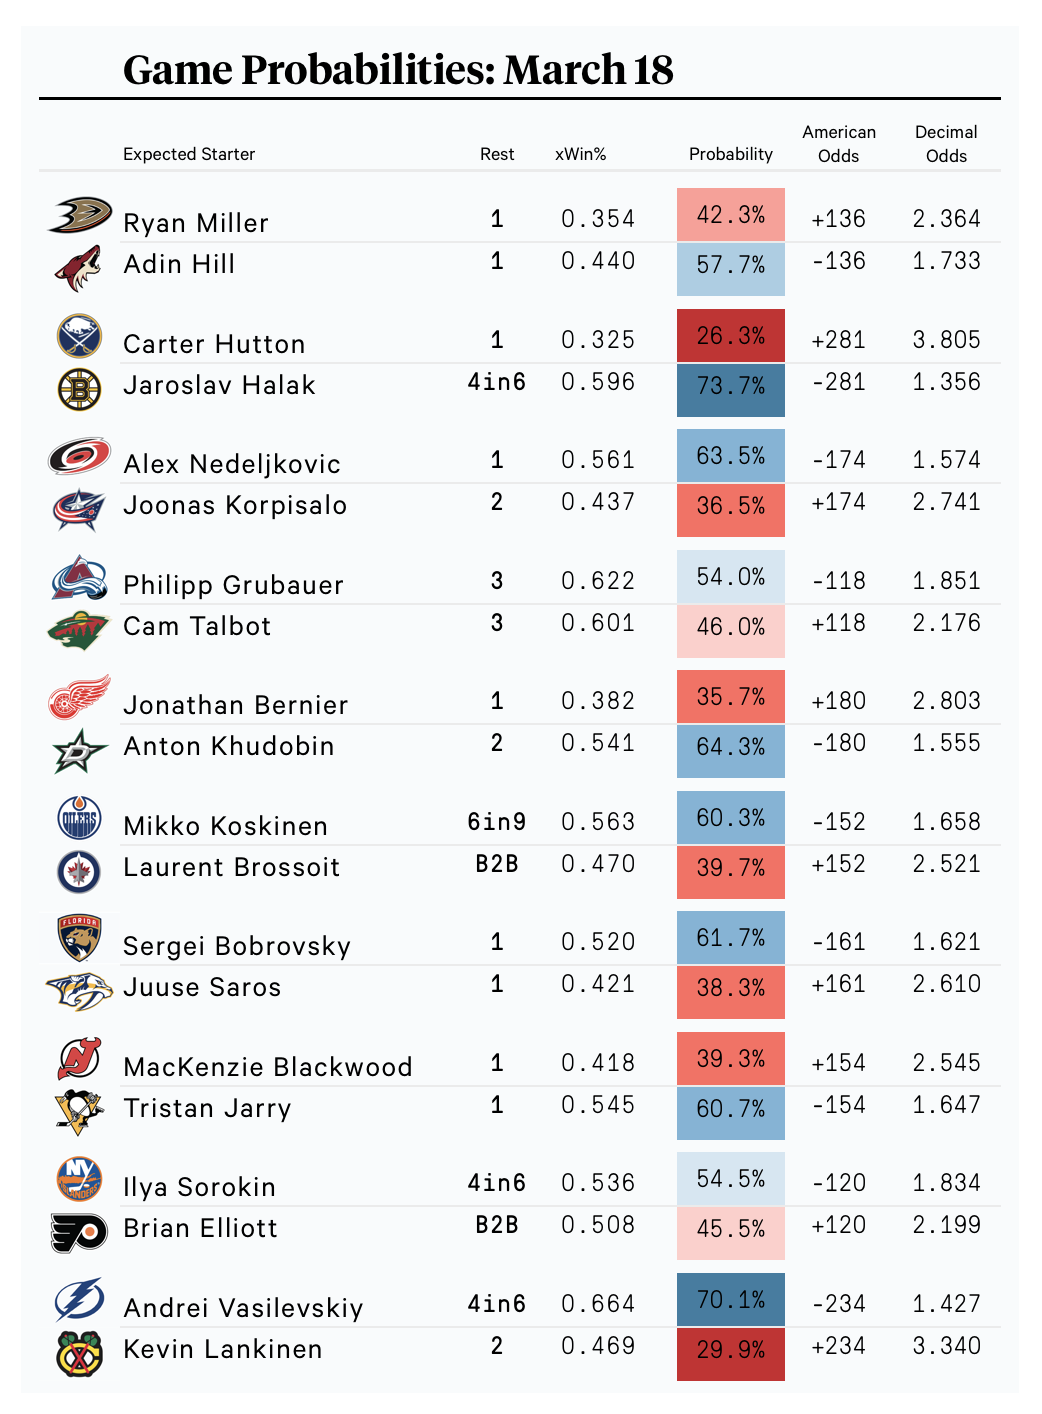 Game Probabilities: March 18
Expected Starter Rest xWin% Probability American Odds Decimal Odds
Ryan Miller 1 0.354 42.3% +136 2.364
Adin Hill 1 0.440 57.7% -136 1.733
Carter Hutton 1 0.325 26.3% +281 3.805
Jaroslav Halak 4in6 0.596 73.7% -281 1.356
B
Alex Nedeljkovic 1 0.561 63.5% -174 1.574
Joonas Korpisalo 2 0.437 36.5% +174 2.741
Philipp Grubauer 3 0.622 54.0% -118 1.851
Cam Talbot 3 0.601 46.0% +118 2.176
Jonathan Bernier 1 0.382 35.7% +180 2.803
Anton Khudobin 2 0.541 64.3% -180 1.555
D
OILERS
Mikko Koskinen 6in9 0.563 60.3% -152 1.658
Laurent Brossoit B2B 0.470 39.7% +152 2.521
FLORIDA
Sergei Bobrovsky 1 0.520 61.7% -161 1.621
Juuse Saros 1 0.421 38.3% +161 2.610
MacKenzie Blackwood 1 0.418 39.3% +154 2.545
Tristan Jarry 1 0.545 60.7% -154 1.647
NY
ISLANDERS
Ilya Sorokin 4in6 0.536 54.5% -120 1.834
Brian Elliott B2B 0.508 45.5% +120 2.199
Andrei Vasilevskiy 4in6 0.664 70.1% -234 1.427
Kevin Lankinen 2 0.469 29.9% +234 3.340